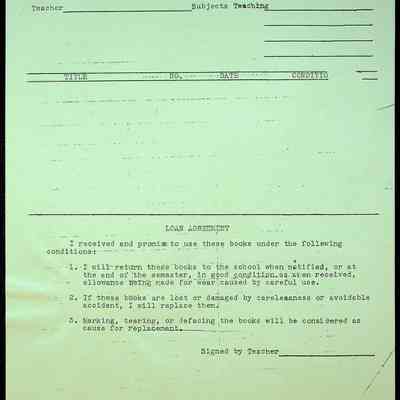 Teacher____________________ Subjects Teaching____________________
TITLE NO. DATE CONDITIO
LOAN AGREEMENT
I received and promise to use these books under the following
conditions:
1. I will return these books to the school when notified, or at
the end of the semester, in good condition as when received,
allowance being made for wear caused by careful use.
2. If these books are lost or damaged by carelessness or avoidable
accident, I will replace them.
3. Marking, tearing, or defacing the books will be considered as
cause for replacement.
Signed by Teacher____________________